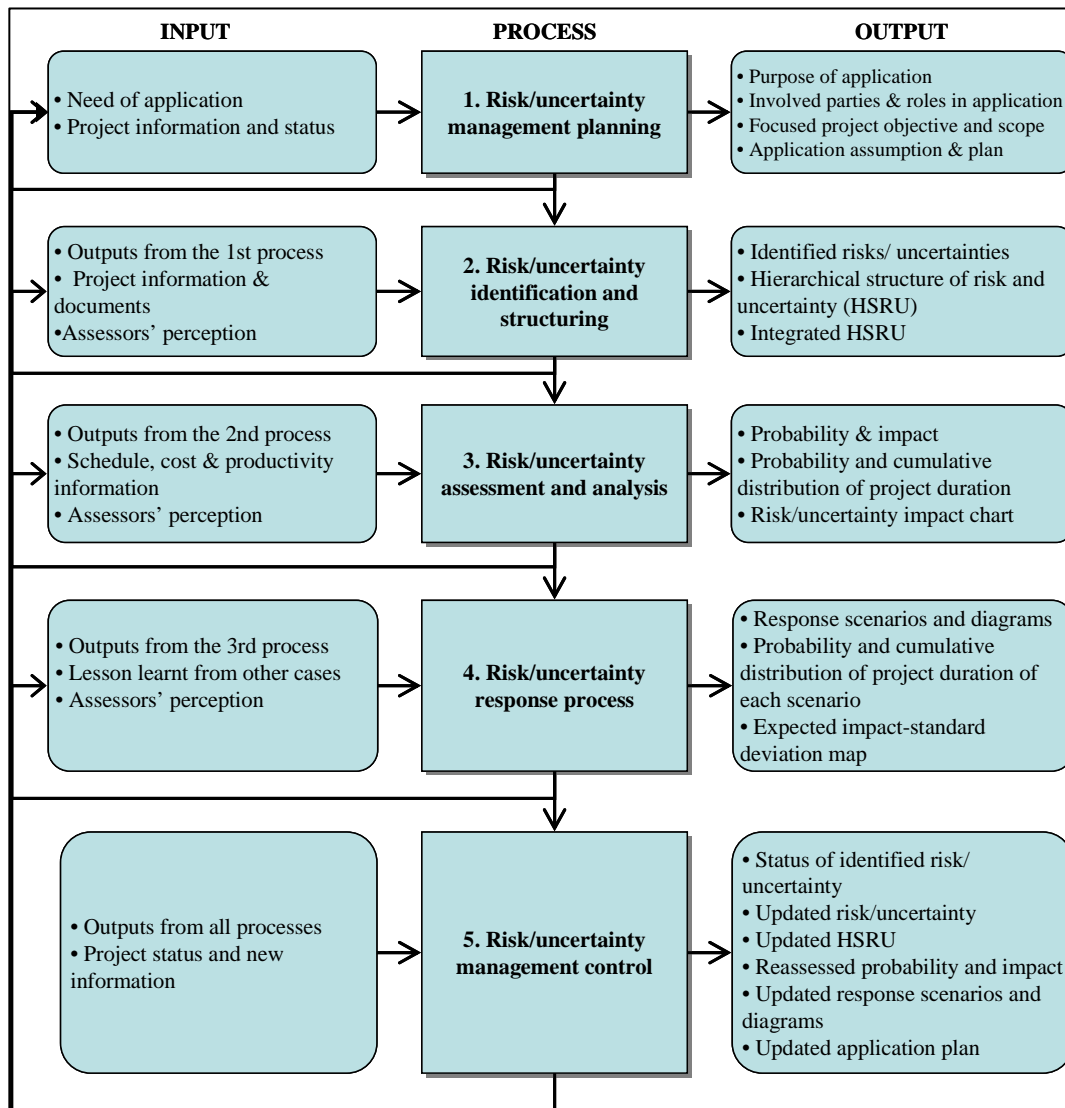 INPUT PROCESS OUTPUT
• Need of application
• Project information and status
1. Risk/uncertainty
management planning
• Purpose of application
• Involved parties & roles in application
• Focused project objective and scope
• Application assumption & plan
• Outputs from the 1st process
• Project information &
documents
•Assessors’ perception
2. Risk/uncertainty
identification and
structuring
• Identified risks/ uncertainties
• Hierarchical structure of risk and
uncertainty (HSRU)
• Integrated HSRU
• Outputs from the 2nd process
• Schedule, cost & productivity
information
• Assessors’ perception
3. Risk/uncertainty
assessment and analysis
• Probability & impact
• Probability and cumulative
distribution of project duration
• Risk/uncertainty impact chart
• Outputs from the 3rd process
• Lesson learnt from other cases
• Assessors’ perception
4. Risk/uncertainty
response process
• Response scenarios and diagrams
• Probability and cumulative
distribution of project duration of
each scenario
• Expected impact-standard
deviation map
• Outputs from all processes
• Project status and new
information
5. Risk/uncertainty
management control
• Status of identified risk/
uncertainty
• Updated risk/uncertainty
• Updated HSRU
• Reassessed probability and impact
• Updated response scenarios and
diagrams
• Updated application plan